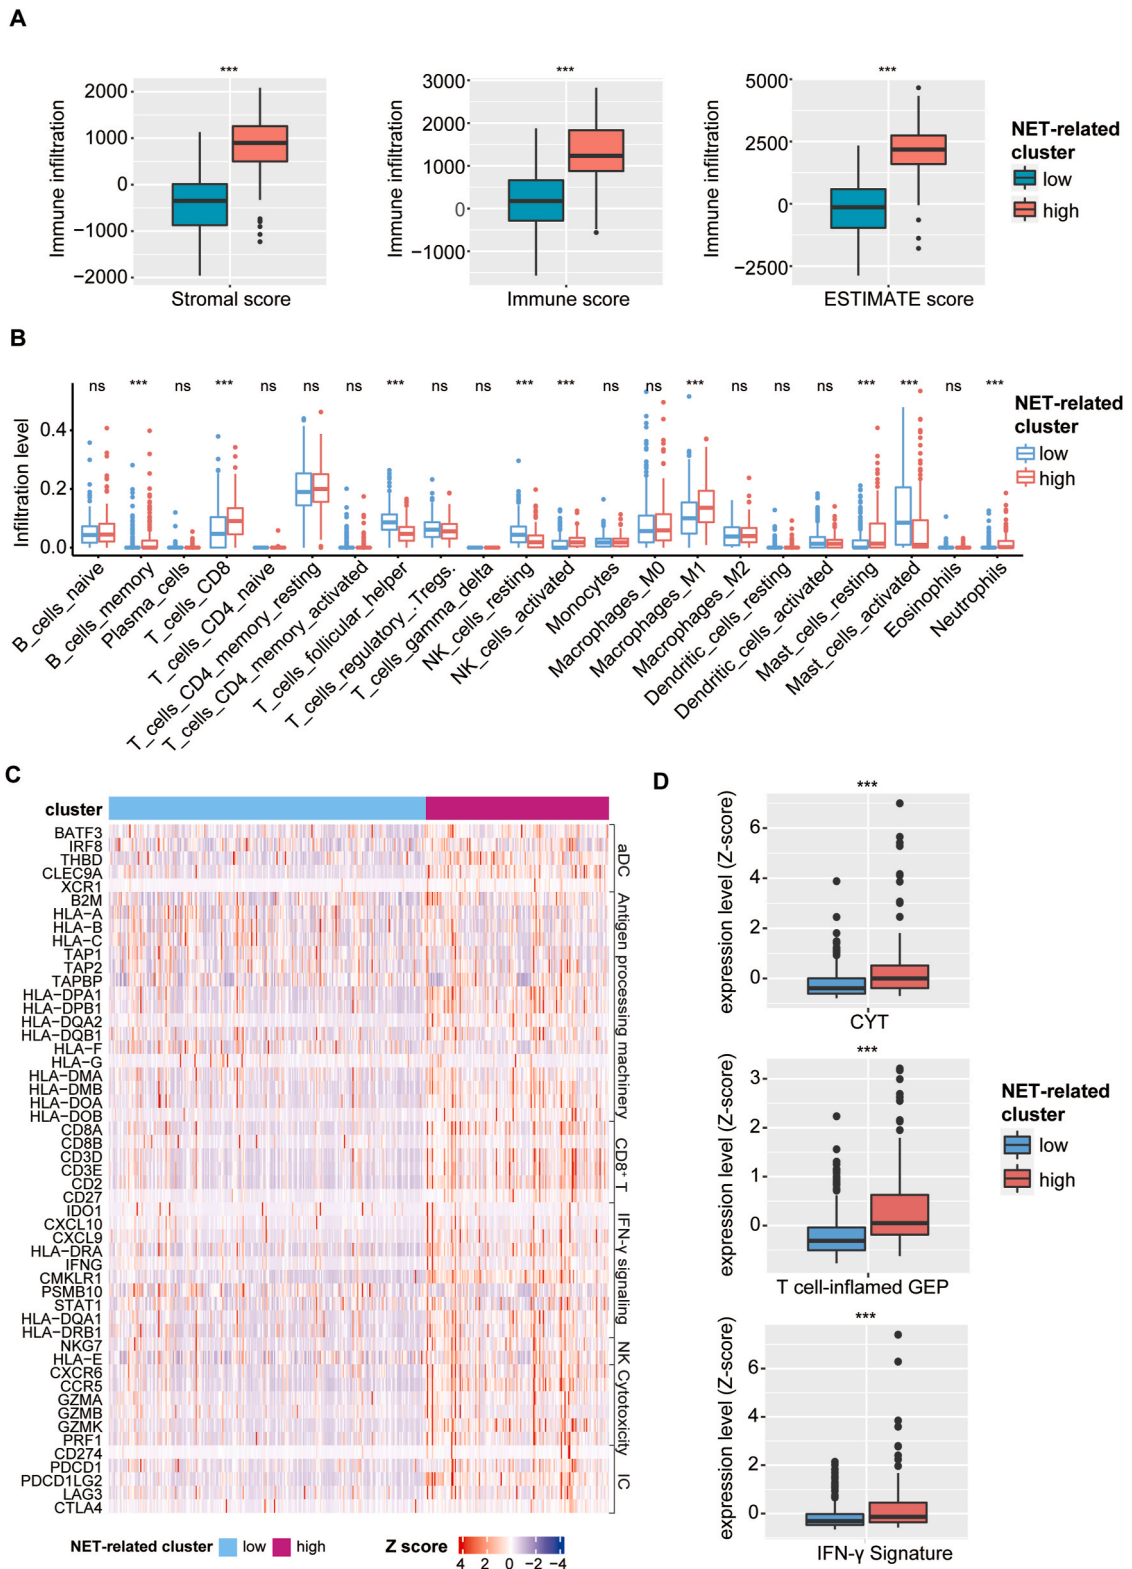 A
***
***
***
Immune infiltration
2000
1000
0
−1000
−2000
Stromal score
Immune infiltration
3000
2000
1000
0
−1000
Immune score
Immune infiltration
5000
2500
0
−2500
ESTIMATE score
NET-related
cluster
low
high
B
ns *** ns *** ns ns ns *** ns ns *** *** ns ns *** ns ns ns *** *** ns ***
Infiltration level
0.4
0.2
0.0
NET-related
cluster
low
high
B_cells_naive
B_cells_memory
Plasma_cells
T_cells_CD8
T_cells_CD4_naive
T_cells_CD4_memory_resting
T_cells_CD4_memory_activated
T_cells_follicular_helper
T_cells_regulatory_.Tregs.
T_cells_gamma_delta
NK_cells_resting
NK_cells_activated
Monocytes
Macrophages_M0
Macrophages_M1
Macrophages_M2
Dendritic_cells_resting
Dendritic_cells_activated
Mast_cells_resting
Mast_cells_activated
Eosinophils
Neutrophils
C
cluster
BATF3
IRF8
THBD
CLEC9A
XCR1
B2M
HLA−A
HLA−B
HLA−C
TAP1
TAP2
TAPBP
HLA−DPA1
HLA−DPB1
HLA−DQA2
HLA−DQB1
HLA−F
HLA−G
HLA−DMA
HLA−DMB
HLA−DOA
HLA−DOB
CD8A
CD8B
CD3D
CD3E
CD2
CD27
IDO1
CXCL10
CXCL9
HLA−DRA
IFNG
CMKLR1
PSMB10
STAT1
HLA−DQA1
HLA−DRB1
NKG7
HLA−E
CXCR6
CCR5
GZMA
GZMB
GZMK
PRF1
CD274
PDCD1
PDCD1LG2
LAG3
CTLA4
aDC
Antigen processing machinery
CD8⁺ T
IFN-γ signaling
NK Cytotoxicity
IC
NET-related cluster low high
Z score
4 2 0 −2 −4
D
***
expression level (Z-score)
6
4
2
0
CYT
***
expression level (Z-score)
3
2
1
0
T cell-inflamed GEP
***
expression level (Z-score)
6
4
2
0
IFN-γ Signature
NET-related
cluster
low
high